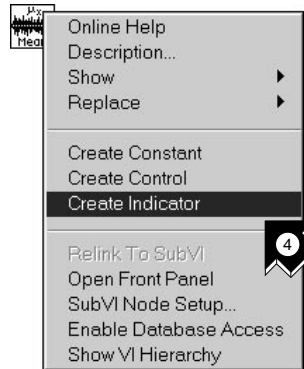 μx
Mean
Online Help
Description...
Show
Replace
Create Constant
Create Control
Create Indicator
4
Relink To SubVI
Open Front Panel
SubVI Node Setup...
Enable Database Access
Show VI Hierarchy